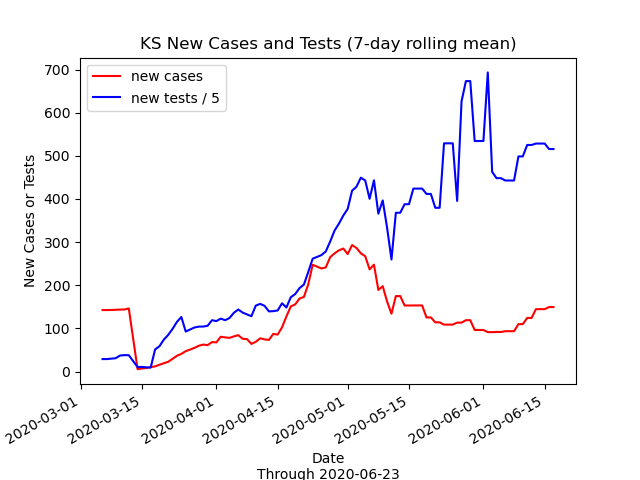 KS New Cases and Tests (7-day rolling mean)
new cases
new tests / 5
New Cases or Tests
700
600
500
400
300
200
100
0
2020-03-01
2020-03-15
2020-04-01
2020-04-15
2020-05-01
2020-05-15
2020-06-01
2020-06-15
Date
Through 2020-06-23